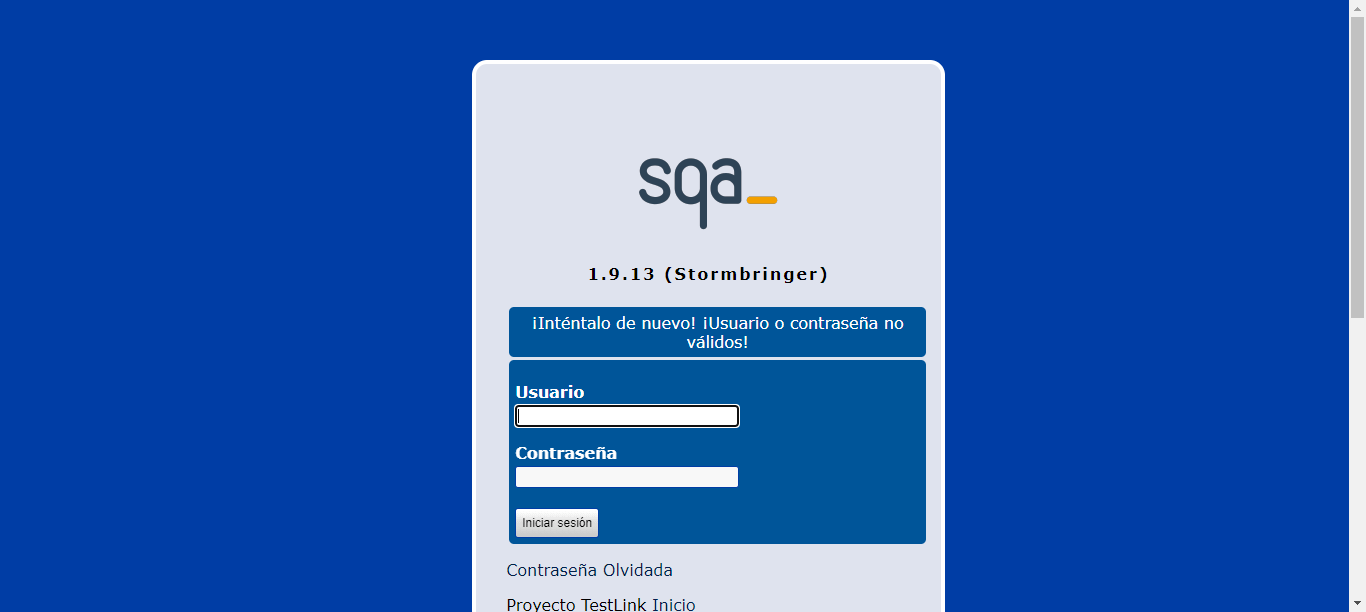 sqa_
1.9.13 (Stormbringer)
¡Inténtalo de nuevo! ¡Usuario o contraseña no
válidos!
Usuario
Contraseña
Iniciar sesión
Contraseña Olvidada
Proyecto TestLink Inicio